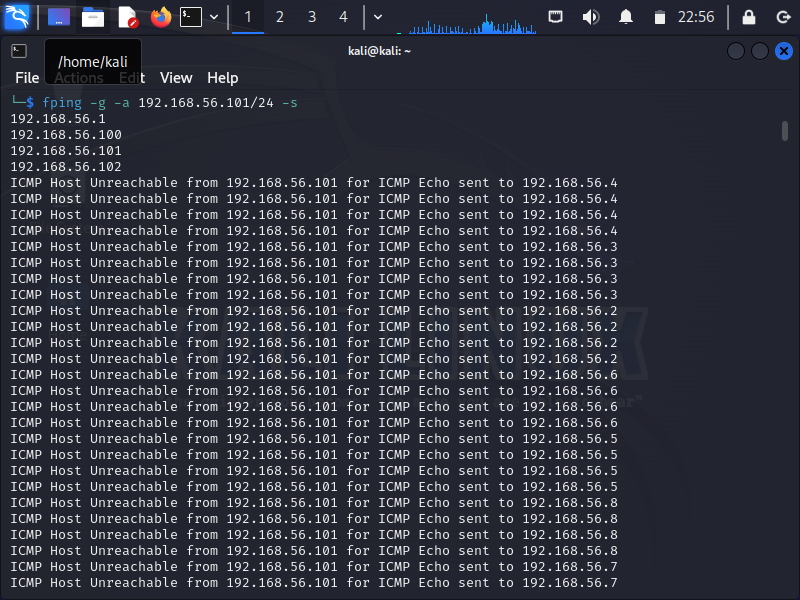 1 2 3 4 22:56
kali@kali: ~
/home/kali
File Actions Edit View Help
└─$ fping -g -a 192.168.56.101/24 -s
192.168.56.1
192.168.56.100
192.168.56.101
192.168.56.102
ICMP Host Unreachable from 192.168.56.101 for ICMP Echo sent to 192.168.56.4
ICMP Host Unreachable from 192.168.56.101 for ICMP Echo sent to 192.168.56.4
ICMP Host Unreachable from 192.168.56.101 for ICMP Echo sent to 192.168.56.4
ICMP Host Unreachable from 192.168.56.101 for ICMP Echo sent to 192.168.56.4
ICMP Host Unreachable from 192.168.56.101 for ICMP Echo sent to 192.168.56.3
ICMP Host Unreachable from 192.168.56.101 for ICMP Echo sent to 192.168.56.3
ICMP Host Unreachable from 192.168.56.101 for ICMP Echo sent to 192.168.56.3
ICMP Host Unreachable from 192.168.56.101 for ICMP Echo sent to 192.168.56.3
ICMP Host Unreachable from 192.168.56.101 for ICMP Echo sent to 192.168.56.2
ICMP Host Unreachable from 192.168.56.101 for ICMP Echo sent to 192.168.56.2
ICMP Host Unreachable from 192.168.56.101 for ICMP Echo sent to 192.168.56.2
ICMP Host Unreachable from 192.168.56.101 for ICMP Echo sent to 192.168.56.2
ICMP Host Unreachable from 192.168.56.101 for ICMP Echo sent to 192.168.56.6
ICMP Host Unreachable from 192.168.56.101 for ICMP Echo sent to 192.168.56.6
ICMP Host Unreachable from 192.168.56.101 for ICMP Echo sent to 192.168.56.6
ICMP Host Unreachable from 192.168.56.101 for ICMP Echo sent to 192.168.56.6
ICMP Host Unreachable from 192.168.56.101 for ICMP Echo sent to 192.168.56.5
ICMP Host Unreachable from 192.168.56.101 for ICMP Echo sent to 192.168.56.5
ICMP Host Unreachable from 192.168.56.101 for ICMP Echo sent to 192.168.56.5
ICMP Host Unreachable from 192.168.56.101 for ICMP Echo sent to 192.168.56.5
ICMP Host Unreachable from 192.168.56.101 for ICMP Echo sent to 192.168.56.8
ICMP Host Unreachable from 192.168.56.101 for ICMP Echo sent to 192.168.56.8
ICMP Host Unreachable from 192.168.56.101 for ICMP Echo sent to 192.168.56.8
ICMP Host Unreachable from 192.168.56.101 for ICMP Echo sent to 192.168.56.8
ICMP Host Unreachable from 192.168.56.101 for ICMP Echo sent to 192.168.56.7
ICMP Host Unreachable from 192.168.56.101 for ICMP Echo sent to 192.168.56.7